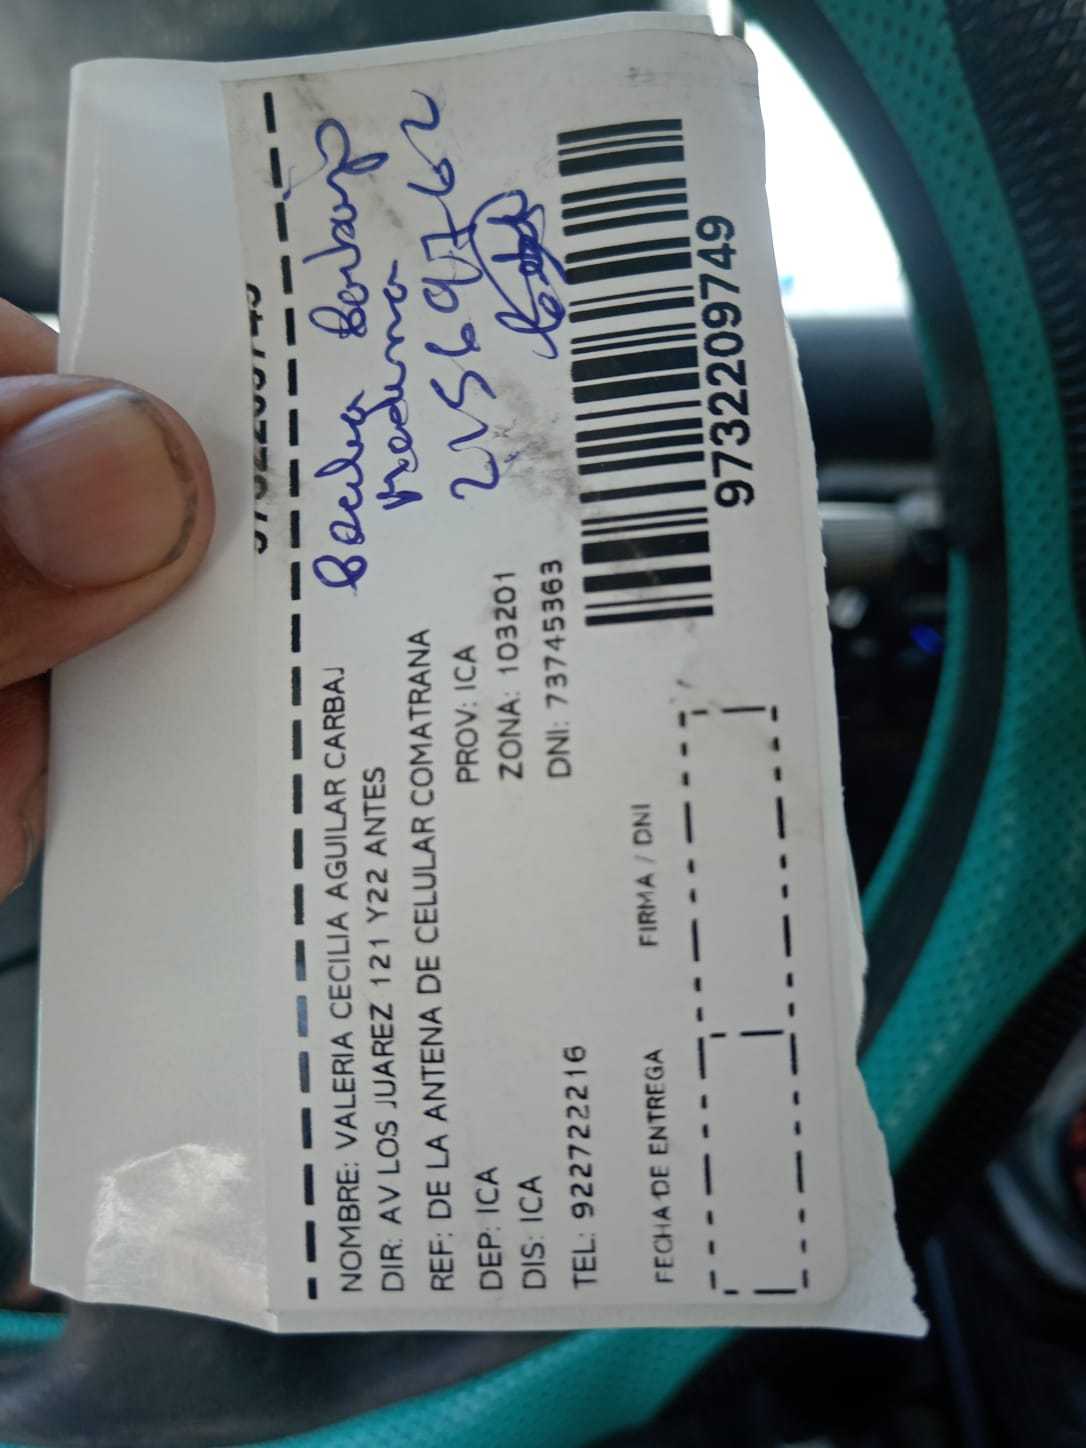 NOMBRE: VALERIA CECILIA AGUILAR CARBAJ
DIR: AV LOS JUAREZ 121 Y22 ANTES
REF: DE LA ANTENA DE CELULAR COMATRANA
DEP: ICA PROV: ICA
DIS: ICA ZONA: 103201
TEL: 922722216 DNI: 73745363
FECHA DE ENTREGA FIRMA / DNI
9732209749